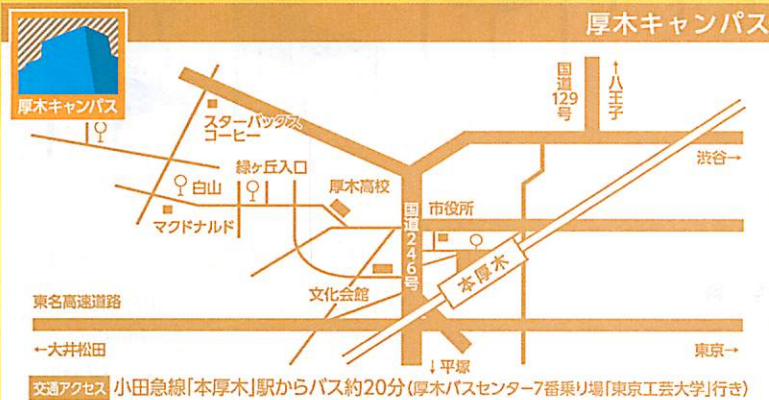 厚木キャンパス
厚木キャンパス
国道129号
↑八王子
スターバックス
コーヒー
渋谷→
緑ヶ丘入口
白山
厚木高校
マクドナルド
国道246号
市役所
本厚木
文化会館
東名高速道路
←大井松田
東京→
↓平塚
交通アクセス 小田急線「本厚木」駅からバス約20分(厚木バスセンター7番乗り場「東京工芸大学」行き)